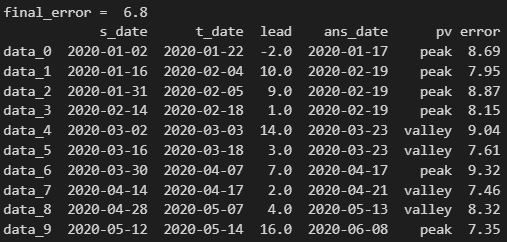 final_error =  6.8
            s_date      t_date  lead    ans_date      pv error
data_0  2020-01-02  2020-01-22  -2.0  2020-01-17    peak  8.69
data_1  2020-01-16  2020-02-04  10.0  2020-02-19    peak  7.95
data_2  2020-01-31  2020-02-05   9.0  2020-02-19    peak  8.87
data_3  2020-02-14  2020-02-18   1.0  2020-02-19    peak  8.15
data_4  2020-03-02  2020-03-03  14.0  2020-03-23  valley  9.04
data_5  2020-03-16  2020-03-18   3.0  2020-03-23  valley  7.61
data_6  2020-03-30  2020-04-07   7.0  2020-04-17    peak  9.32
data_7  2020-04-14  2020-04-17   2.0  2020-04-21  valley  7.46
data_8  2020-04-28  2020-05-07   4.0  2020-05-13  valley  8.32
data_9  2020-05-12  2020-05-14  16.0  2020-06-08    peak  7.35